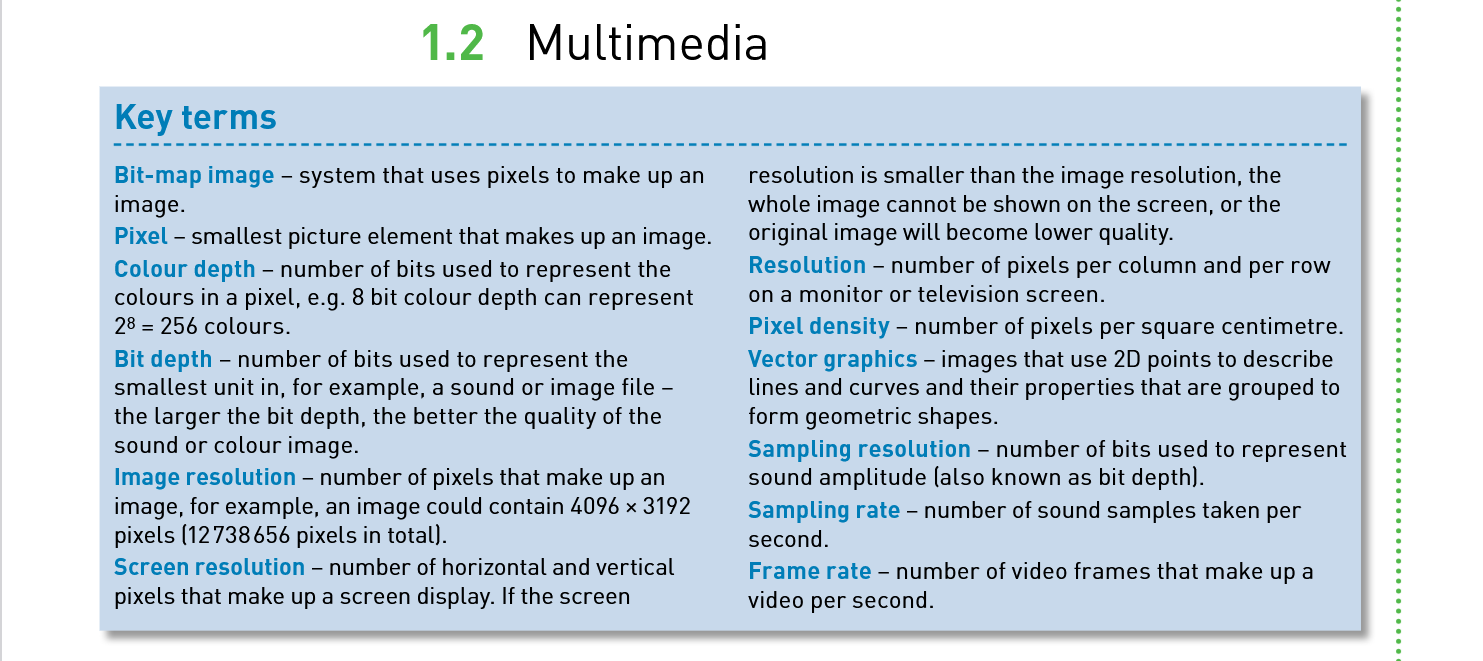 1.2 Multimedia
Key terms
Bit-map image – system that uses pixels to make up an
image.
Pixel – smallest picture element that makes up an image.
Colour depth – number of bits used to represent the
colours in a pixel, e.g. 8 bit colour depth can represent
2⁸ = 256 colours.
Bit depth – number of bits used to represent the
smallest unit in, for example, a sound or image file –
the larger the bit depth, the better the quality of the
sound or colour image.
Image resolution – number of pixels that make up an
image, for example, an image could contain 4096 × 3192
pixels (12 738 656 pixels in total).
Screen resolution – number of horizontal and vertical
pixels that make up a screen display. If the screen
resolution is smaller than the image resolution, the
whole image cannot be shown on the screen, or the
original image will become lower quality.
Resolution – number of pixels per column and per row
on a monitor or television screen.
Pixel density – number of pixels per square centimetre.
Vector graphics – images that use 2D points to describe
lines and curves and their properties that are grouped to
form geometric shapes.
Sampling resolution – number of bits used to represent
sound amplitude (also known as bit depth).
Sampling rate – number of sound samples taken per
second.
Frame rate – number of video frames that make up a
video per second.